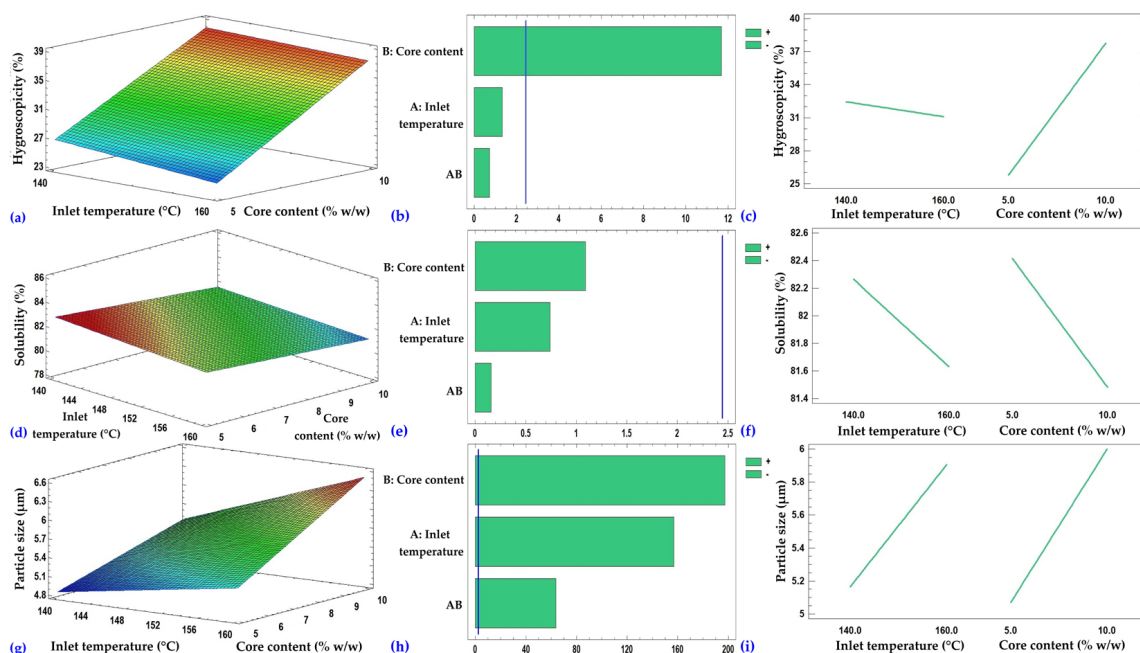 39
35
31
27
23
Hygroscopicity (%)
140
Inlet temperature (°C)
160
5
Core content (% w/w)
10
(a)
B: Core content
A: Inlet
temperature
AB
0
2
4
6
8
10
12
+
-
(b)
40
37
34
31
28
25
Hygroscopicity (%)
140.0
160.0
Inlet temperature (°C)
5.0
10.0
Core content (% w/w)
(c)
86
84
82
80
78
Solubility (%)
140
144
148
152
156
160
Inlet
temperature (°C)
5
6
7
8
9
10
Core
content (% w/w)
(d)
B: Core content
A: Inlet
temperature
AB
0
0.5
1
1.5
2
2.5
+
-
(e)
82.6
82.4
82.2
82
81.8
81.6
81.4
Solubility (%)
140.0
160.0
Inlet temperature (°C)
5.0
10.0
Core content (% w/w)
(f)
6.6
6.3
6
5.7
5.4
5.1
4.8
Particle size (µm)
140
144
148
152
156
160
Inlet temperature (°C)
5
6
7
8
9
10
Core content (% w/w)
(g)
B: Core content
A: Inlet
temperature
AB
0
40
80
120
160
200
+
-
(h)
6
5.8
5.6
5.4
5.2
5
Particle size (µm)
140.0
160.0
Inlet temperature (°C)
5.0
10.0
Core content (% w/w)
(i)